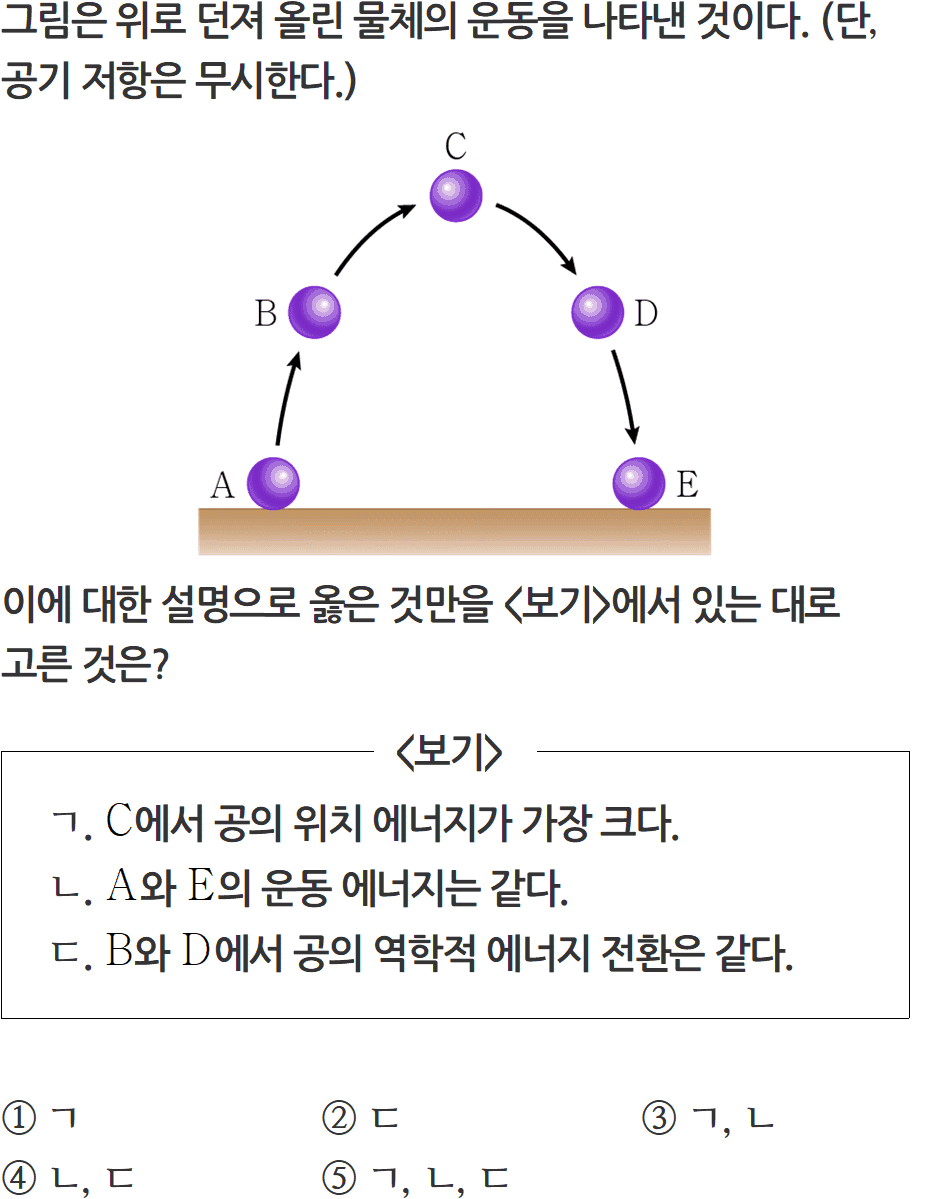 그림은 위로 던져 올린 물체의 운동을 나타낸 것이다. (단,
공기 저항은 무시한다.)
C
B
D
A
E
이에 대한 설명으로 옳은 것만을 <보기>에서 있는 대로
고른 것은?
<보기>
ㄱ. C에서 공의 위치 에너지가 가장 크다.
ㄴ. A와 E의 운동 에너지는 같다.
ㄷ. B와 D에서 공의 역학적 에너지 전환은 같다.
① ㄱ ② ㄷ ③ ㄱ, ㄴ
④ ㄴ, ㄷ ⑤ ㄱ, ㄴ, ㄷ